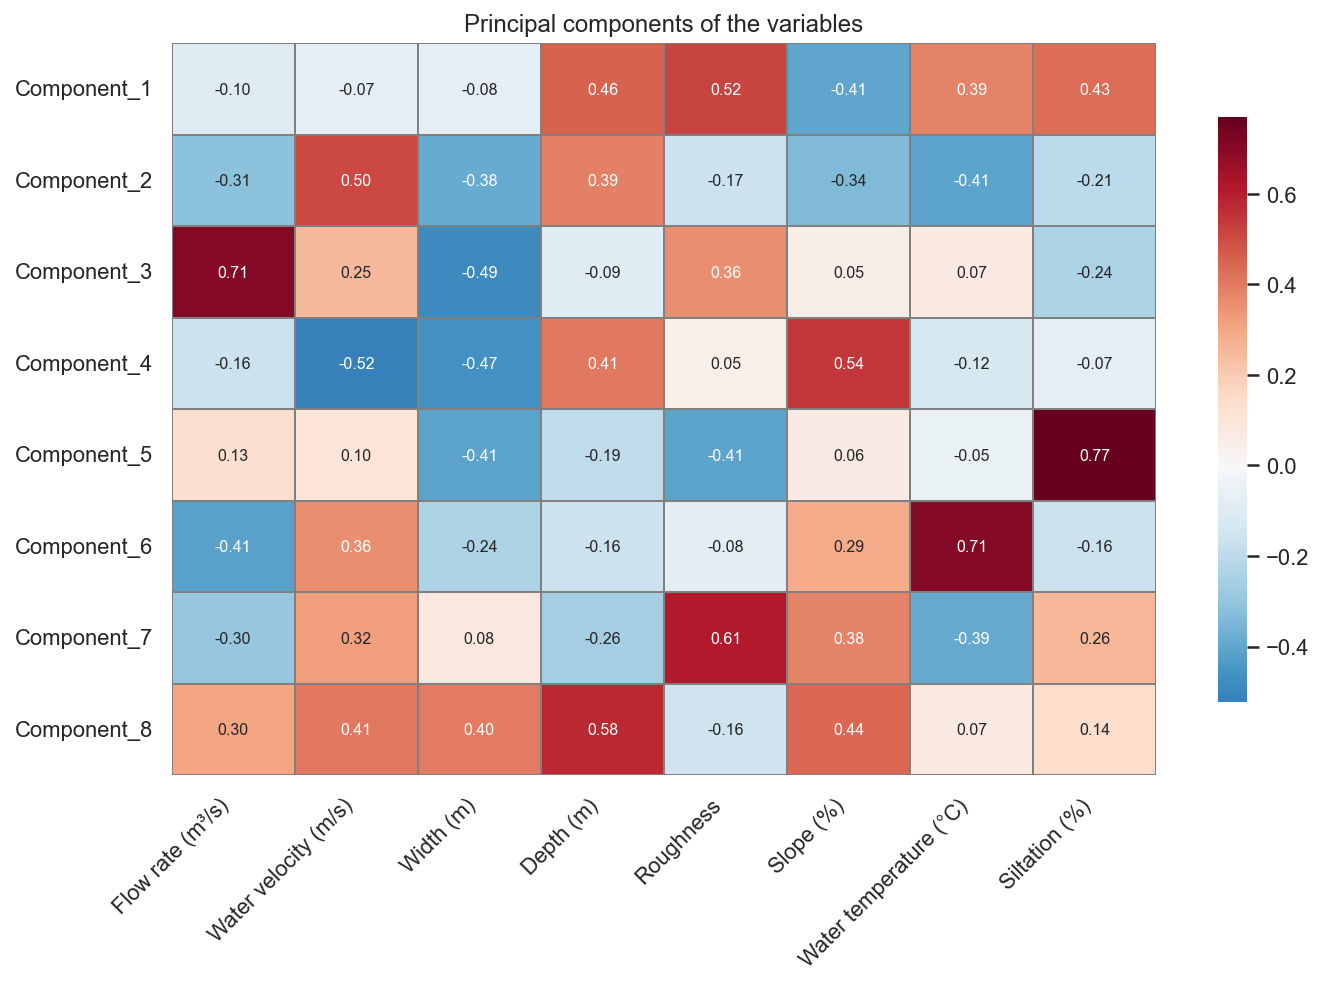 Principal components of the variables
Component_1 -0.10 -0.07 -0.08 0.46 0.52 -0.41 0.39 0.43
Component_2 -0.31 0.50 -0.38 0.39 -0.17 -0.34 -0.41 -0.21
Component_3 0.71 0.25 -0.49 -0.09 0.36 0.05 0.07 -0.24
Component_4 -0.16 -0.52 -0.47 0.41 0.05 0.54 -0.12 -0.07
Component_5 0.13 0.10 -0.41 -0.19 -0.41 0.06 -0.05 0.77
Component_6 -0.41 0.36 -0.24 -0.16 -0.08 0.29 0.71 -0.16
Component_7 -0.30 0.32 0.08 -0.26 0.61 0.38 -0.39 0.26
Component_8 0.30 0.41 0.40 0.58 -0.16 0.44 0.07 0.14
Flow rate (m³/s)
Water velocity (m/s)
Width (m)
Depth (m)
Roughness
Slope (%)
Water temperature (°C)
Siltation (%)
0.6
0.4
0.2
0.0
−0.2
−0.4